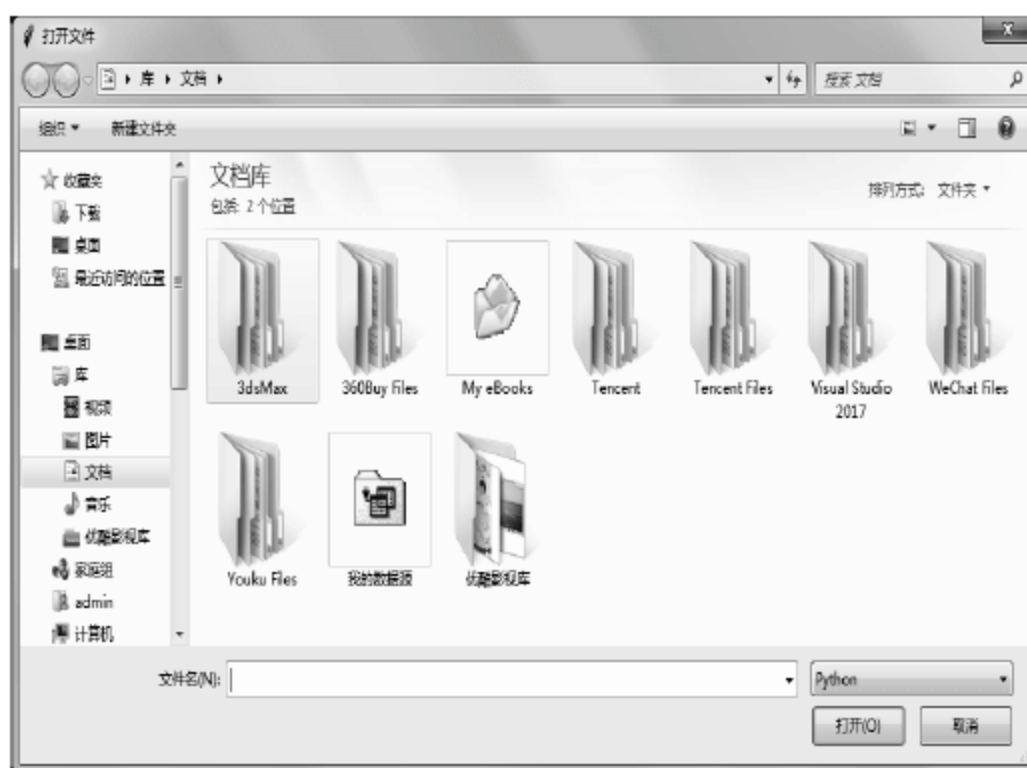 打开文件
库 文档
搜索 文档
组织 新建文件夹
收藏夹
下载
桌面
最近访问的位置
桌面
库
视频
图片
文档
音乐
优酷影视库
家庭组
admin
计算机
文档库
包括: 2 个位置
排列方式: 文件夹
3dsMax
360Buy Files
My eBooks
Tencent
Tencent Files
Visual Studio
2017
WeChat Files
Youku Files
我的数据源
优酷影视库
文件名(N):
Python
打开(O)
取消